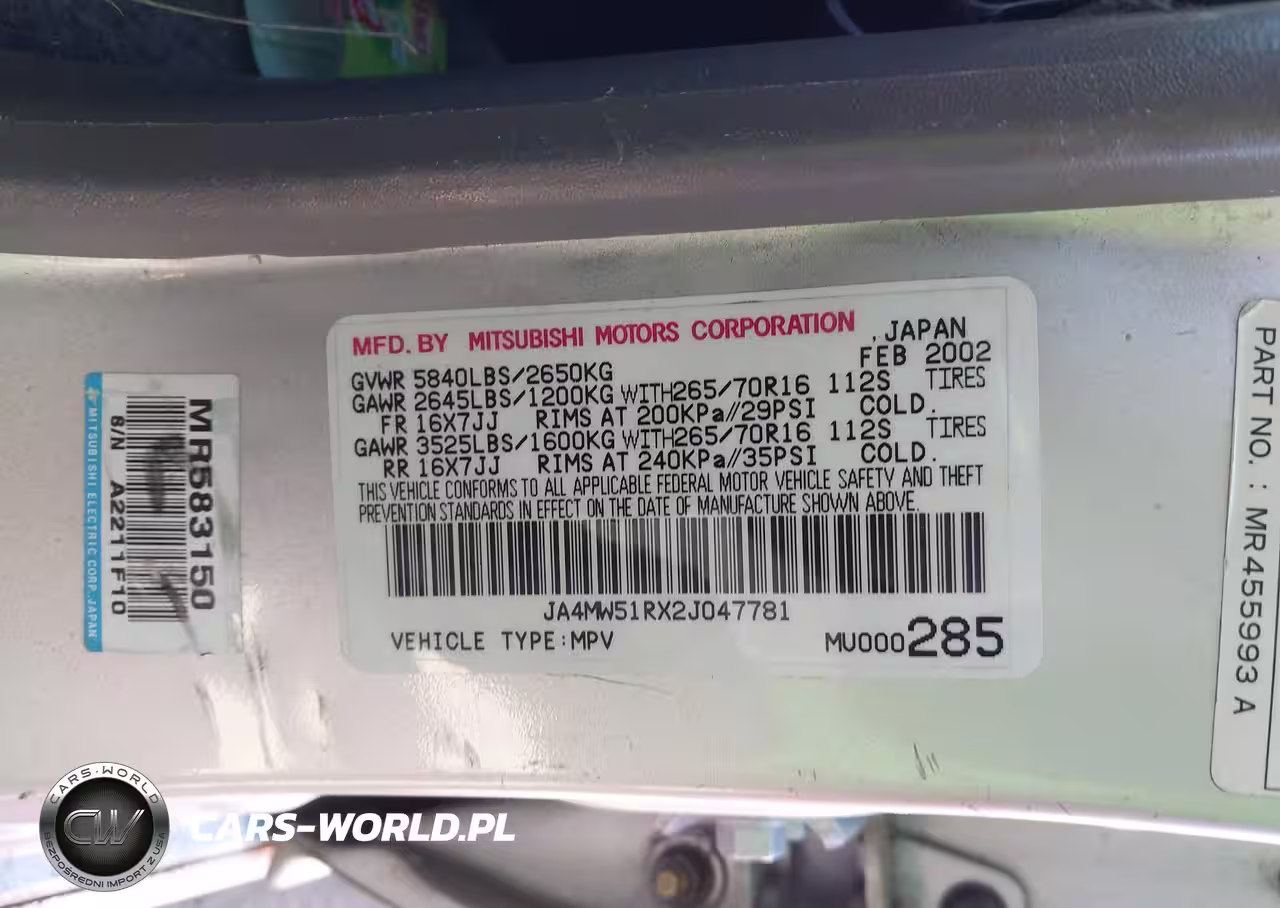 MFD. BY MITSUBISHI MOTORS CORPORATION , JAPAN
FEB 2002
GVWR 5840LBS/2650KG
GAWR 2645LBS/1200KG WITH265/70R16 112S TIRES
FR 16X7JJ RIMS AT 200KPa//29PSI COLD.
GAWR 3525LBS/1600KG WITH265/70R16 112S TIRES
RR 16X7JJ RIMS AT 240KPa//35PSI COLD.
THIS VEHICLE CONFORMS TO ALL APPLICABLE FEDERAL MOTOR VEHICLE SAFETY AND THEFT
PREVENTION STANDARDS IN EFFECT ON THE DATE OF MANUFACTURE SHOWN ABOVE.
JA4MW51RX2J047781
VEHICLE TYPE:MPV MU000285
MR583150
S/N A2211F10
MITSUBISHI ELECTRIC CORP. JAPAN
PART NO. : MR455993 A
CARS-WORLD
CW
BEZPOŚREDNI IMPORT Z USA
CARS-WORLD.PL